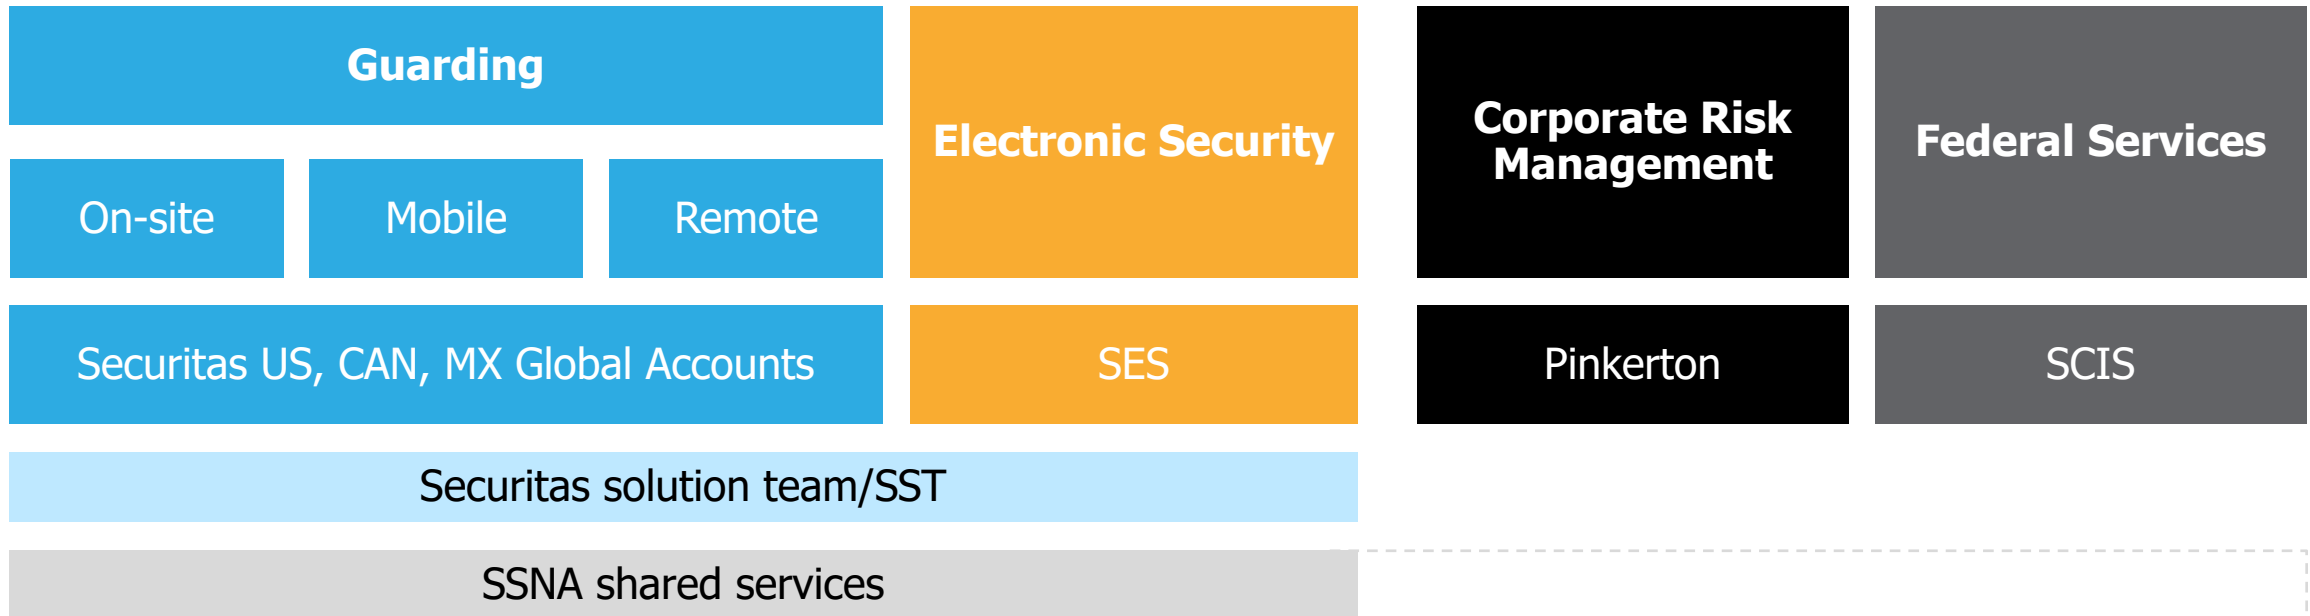 Guarding
Electronic Security
Corporate Risk
Management
Federal Services
On-site
Mobile
Remote
Securitas US, CAN, MX Global Accounts
SES
Pinkerton
SCIS
Securitas solution team/SST
SSNA shared services